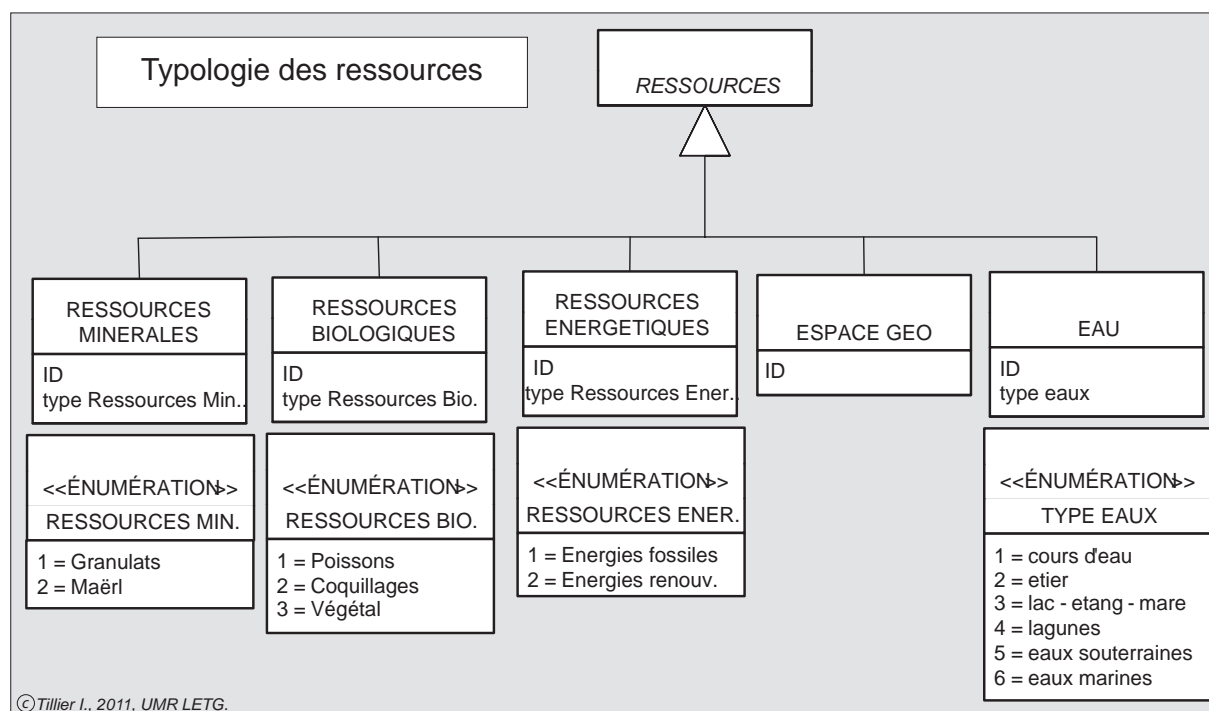 Typologie des ressources
RESSOURCES
RESSOURCES
MINERALES
ID
type Ressources Min..
RESSOURCES
BIOLOGIQUES
ID
type Ressources Bio.
RESSOURCES
ENERGETIQUES
ID
type Ressources Ener..
ESPACE GEO
ID
EAU
ID
type eaux
<<ÉNUMÉRATION>>
RESSOURCES MIN.
1 = Granulats
2 = Maërl
<<ÉNUMÉRATION>>
RESSOURCES BIO.
1 = Poissons
2 = Coquillages
3 = Végétal
<<ÉNUMÉRATION>>
RESSOURCES ENER.
1 = Energies fossiles
2 = Energies renouv.
<<ÉNUMÉRATION>>
TYPE EAUX
1 = cours d'eau
2 = etier
3 = lac - etang - mare
4 = lagunes
5 = eaux souterraines
6 = eaux marines
© Tillier I., 2011, UMR LETG.